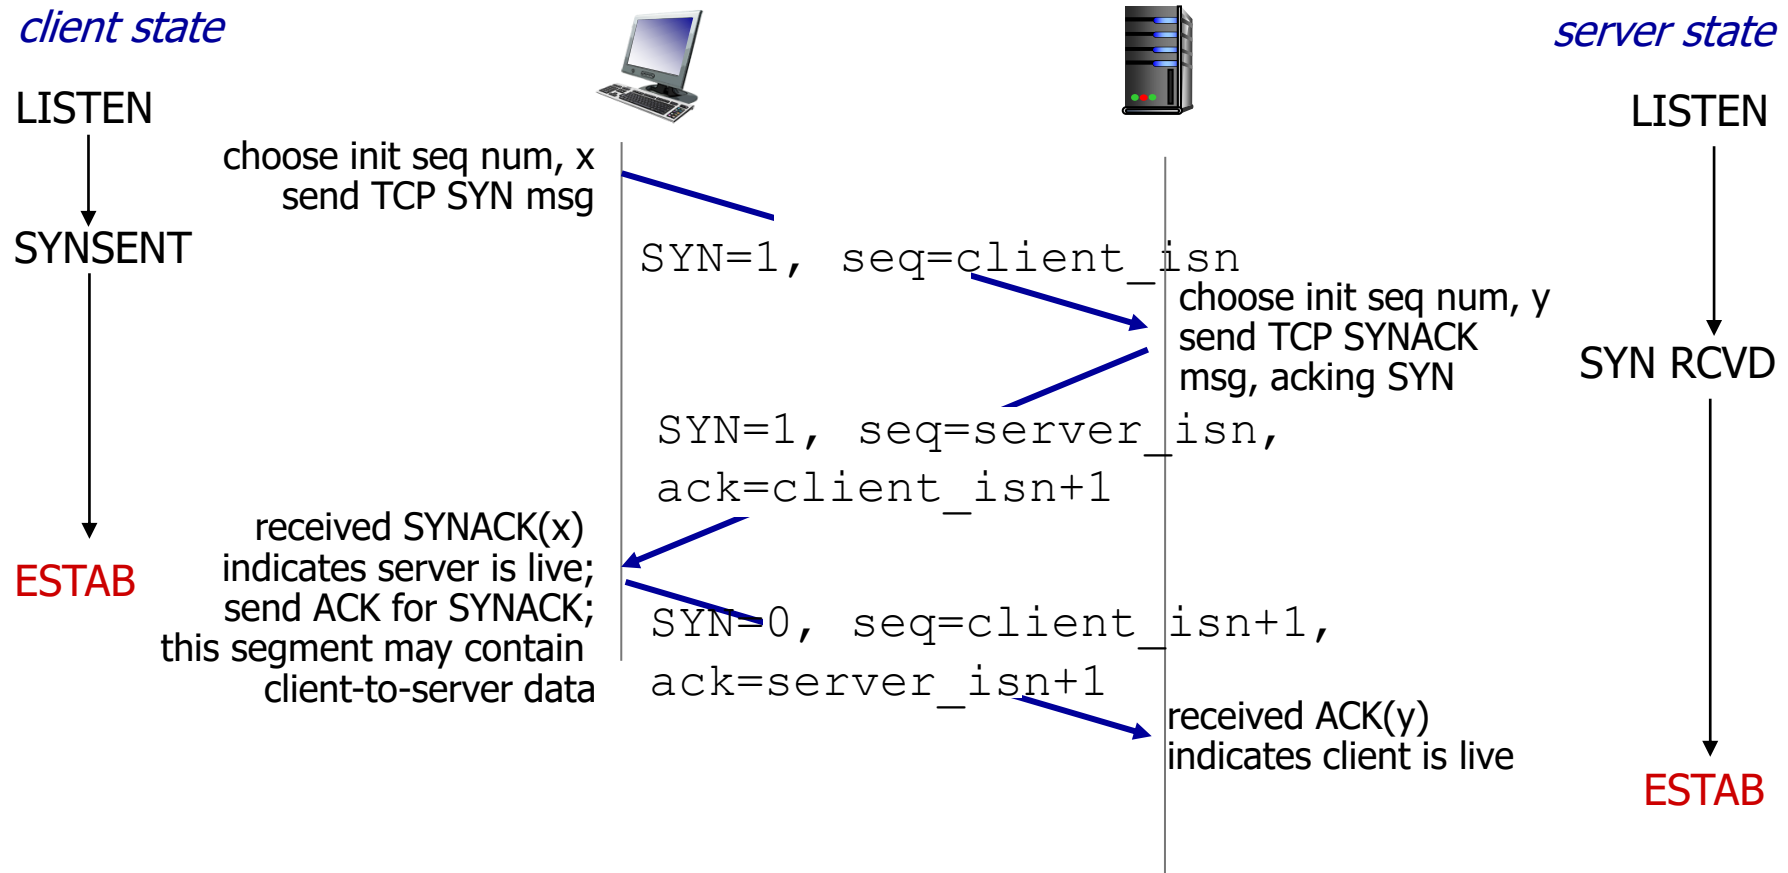 client state
server state
LISTEN
LISTEN
choose init seq num, x
send TCP SYN msg
SYNSENT
SYN=1, seq=client_isn
choose init seq num, y
send TCP SYNACK
msg, acking SYN
SYN RCVD
SYN=1, seq=server_isn,
ack=client_isn+1
received SYNACK(x)
indicates server is live;
send ACK for SYNACK;
this segment may contain
client-to-server data
ESTAB
SYN=0, seq=client_isn+1,
ack=server_isn+1
received ACK(y)
indicates client is live
ESTAB